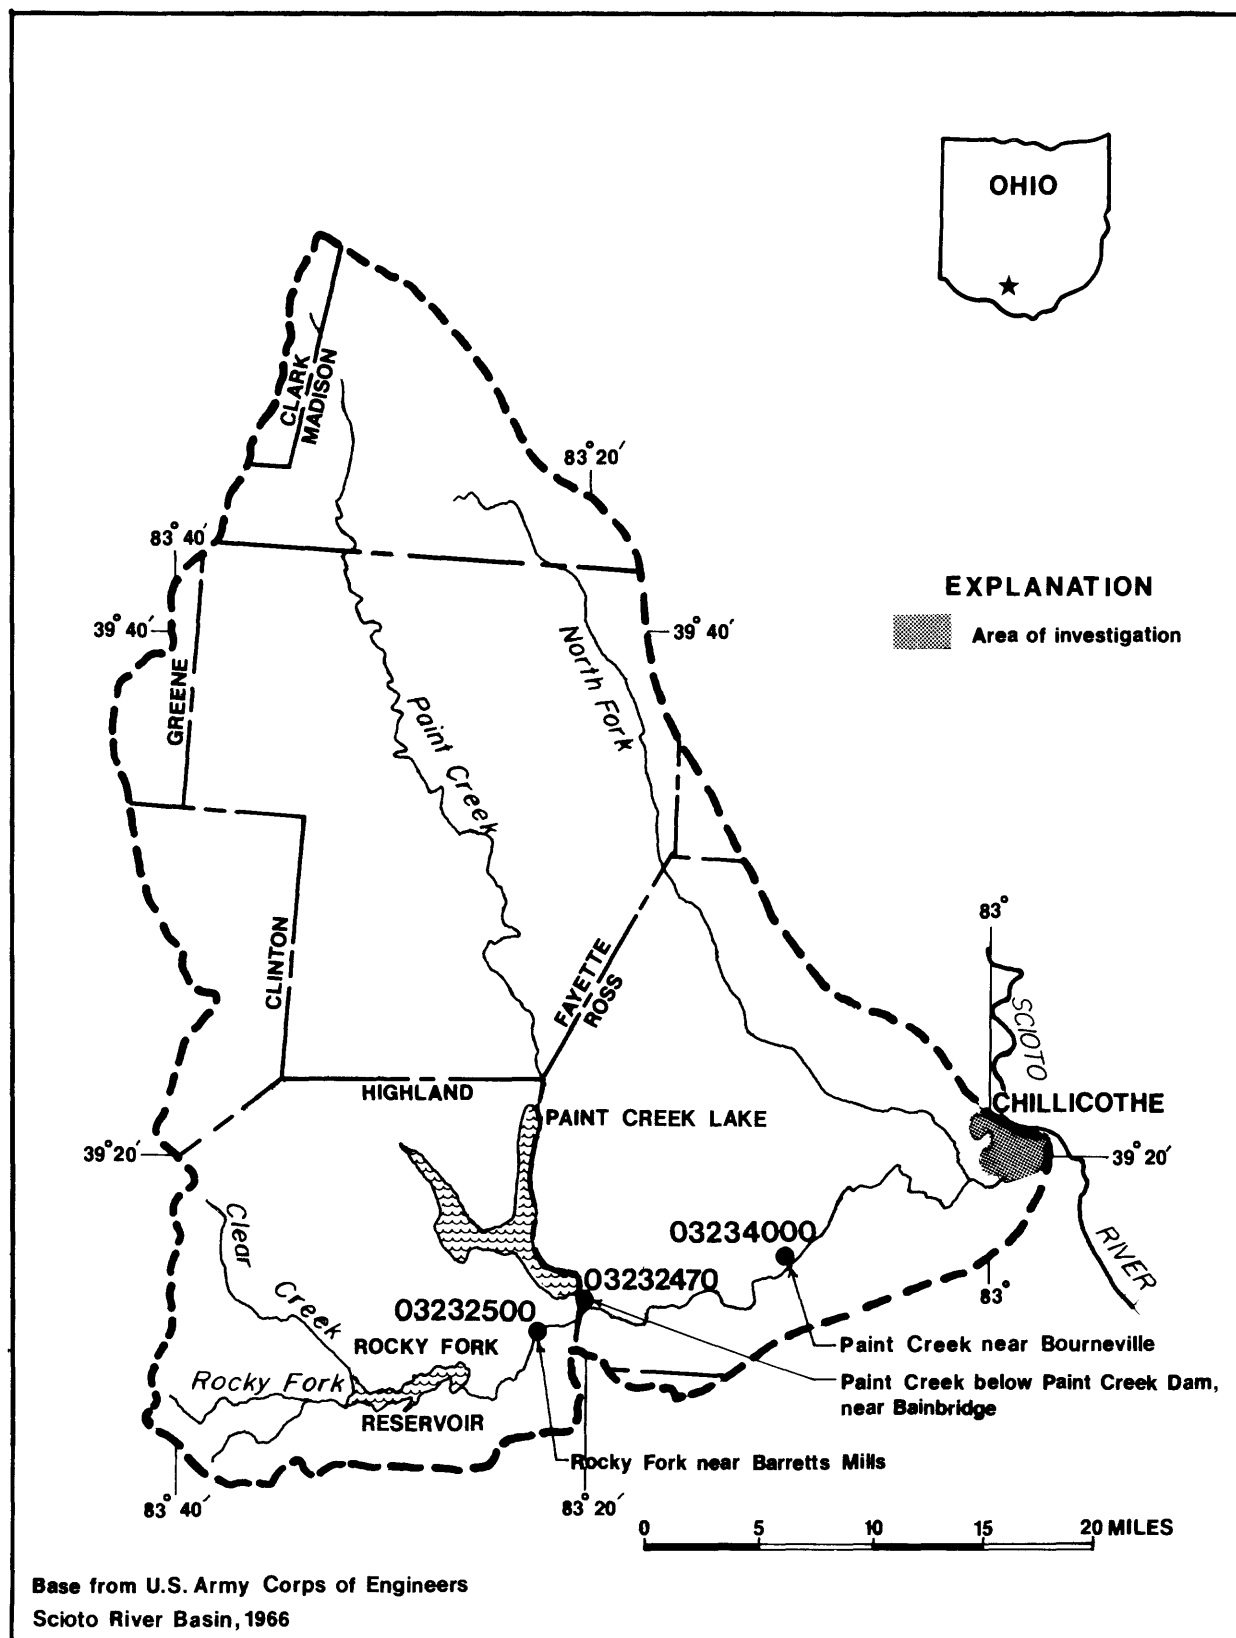 OHIO
CLARK
MADISON
83° 20′
83° 40′
EXPLANATION
39° 40′
39° 40′
Area of investigation
North Fork
GREENE
Paint Creek
83°
CLINTON
FAYETTE
ROSS
SCIOTO
HIGHLAND
CHILLICOTHE
PAINT CREEK LAKE
39° 20′
39° 20′
Clear
Creek
03234000
RIVER
03232470
83°
03232500
ROCKY FORK
Paint Creek near Bourneville
Rocky Fork
Paint Creek below Paint Creek Dam,
near Bainbridge
RESERVOIR
Rocky Fork near Barretts Mills
83° 40′
83° 20′
0 5 10 15 20 MILES
Base from U.S. Army Corps of Engineers
Scioto River Basin, 1966